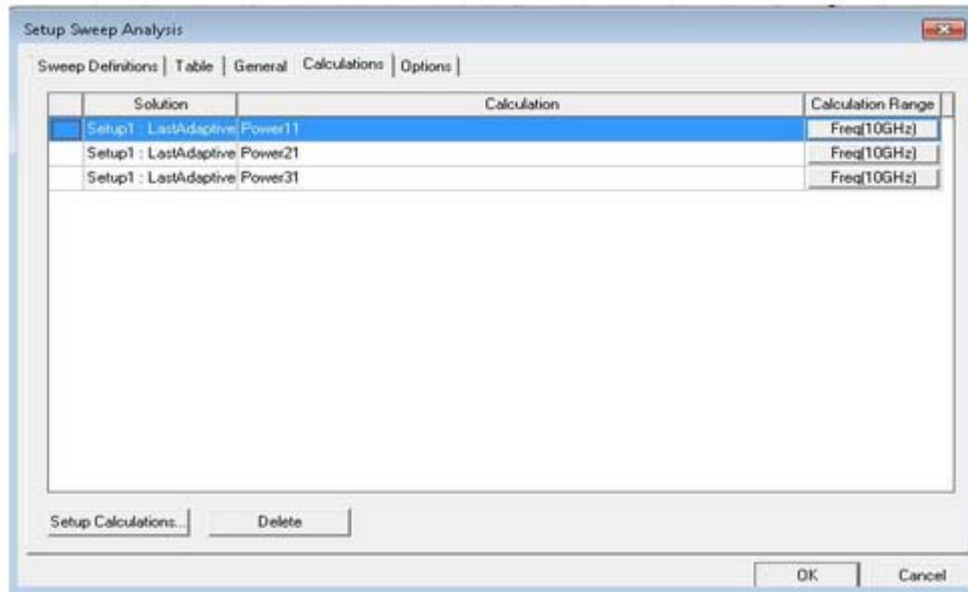 Setup Sweep Analysis
Sweep Definitions | Table | General Calculations | Options |
Solution Calculation Calculation Range
Setup1 : LastAdaptive Power11 Freq(10GHz)
Setup1 : LastAdaptive Power21 Freq(10GHz)
Setup1 : LastAdaptive Power31 Freq(10GHz)
Setup Calculations... Delete
OK Cancel